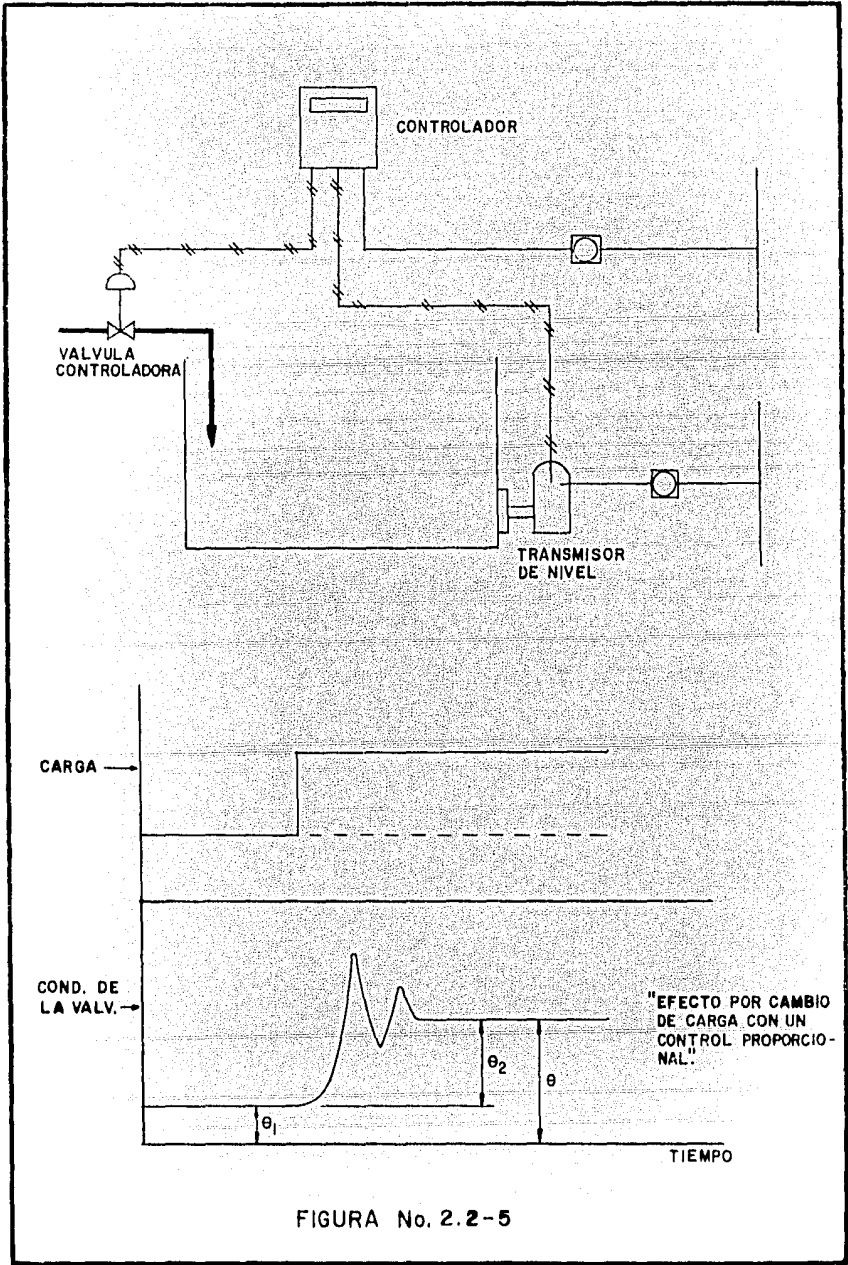 CONTROLADOR
VALVULA
CONTROLADORA
TRANSMISOR
DE NIVEL
CARGA
COND. DE
LA VALV.
"EFECTO POR CAMBIO
DE CARGA CON UN
CONTROL PROPORCIO-
NAL".
θ2
θ
θ1
TIEMPO
FIGURA No. 2.2-5